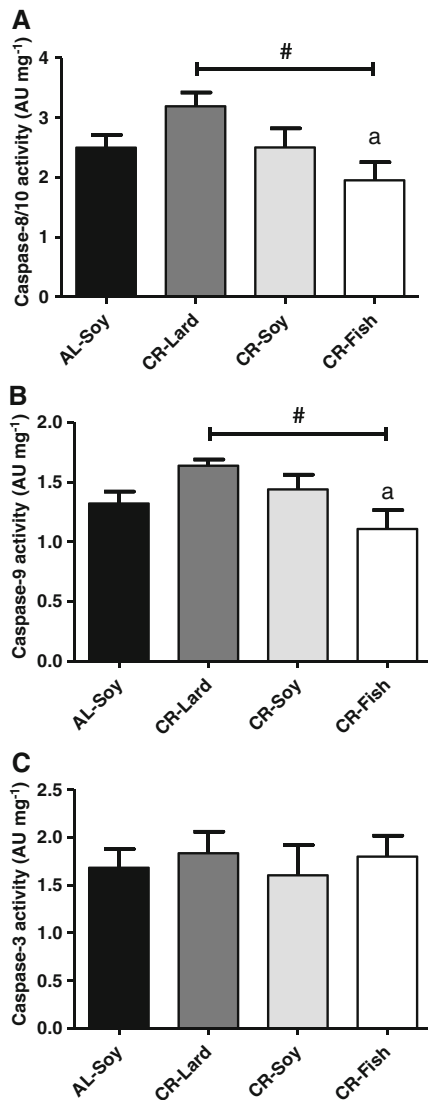 A
#
Caspase-8/10 activity (AU mg⁻¹)
4
3
2
1
0
a
AL-Soy
CR-Lard
CR-Soy
CR-Fish
B
#
Caspase-9 activity (AU mg⁻¹)
2.0
1.5
1.0
0.5
0.0
a
AL-Soy
CR-Lard
CR-Soy
CR-Fish
C
Caspase-3 activity (AU mg⁻¹)
2.5
2.0
1.5
1.0
0.5
0.0
AL-Soy
CR-Lard
CR-Soy
CR-Fish